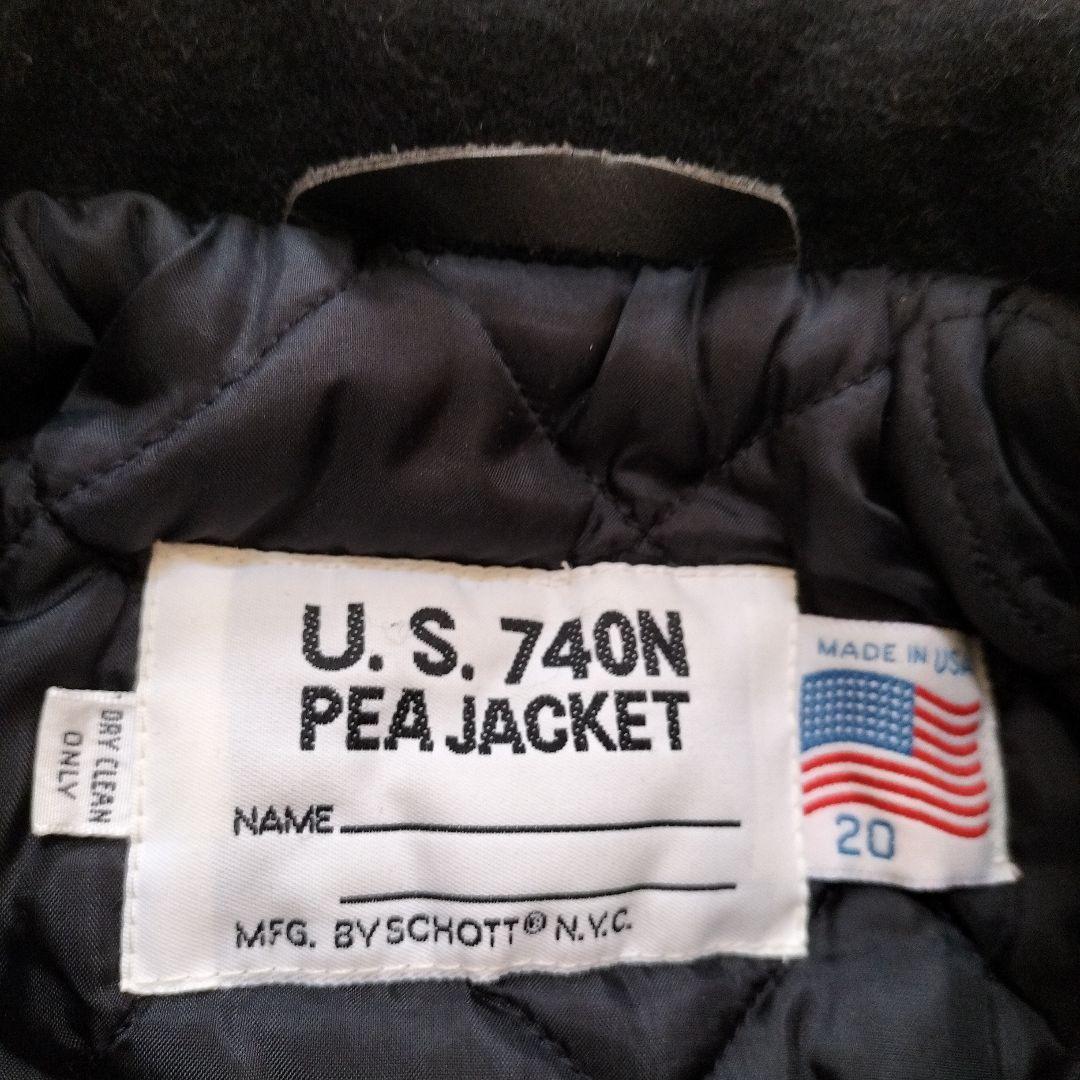 U. S. 740N
PEA JACKET
NAME
MFG. BY SCHOTT® N.Y.C.
DRY CLEAN
ONLY
MADE IN USA
20